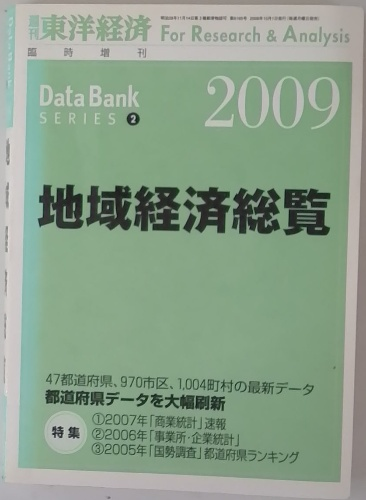 週刊 東洋経済 For Research & Analysis
臨時増刊
Data Bank
SERIES ❷
2009
地域経済総覧
47都道府県、970市区、1,004町村の最新データ
都道府県データを大幅刷新
特集
①2007年「商業統計」速報
②2006年「事業所・企業統計」
③2005年「国勢調査」都道府県ランキング